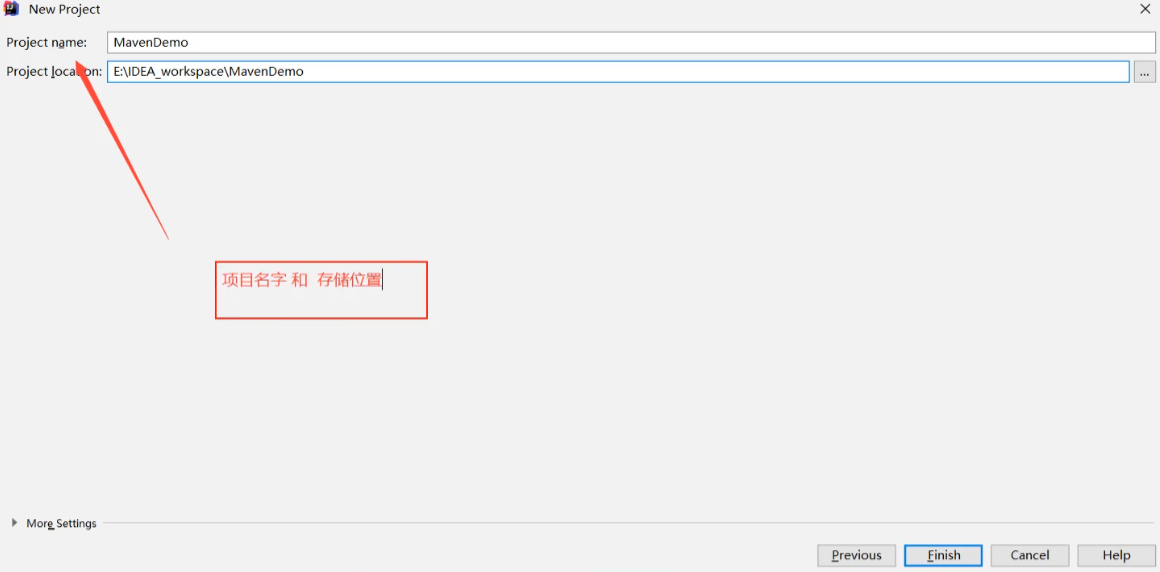 New Project
Project name: MavenDemo
Project location: E:\IDEA_workspace\MavenDemo ...
项目名字 和 存储位置
More Settings
Previous Finish Cancel Help